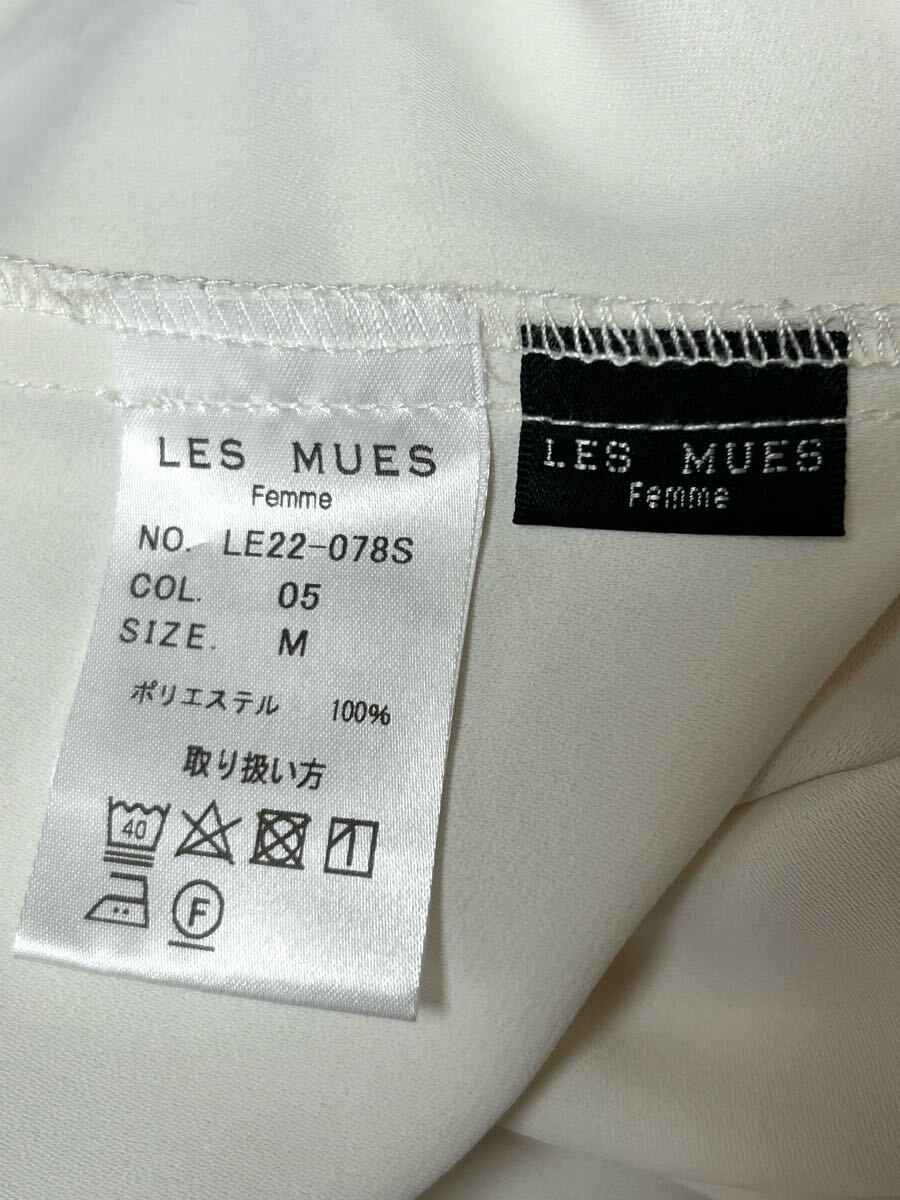 LES MUES
Femme
NO. LE22-078S
COL. 05
SIZE. M
ポリエステル 100%
取り扱い方
40
F
LES MUES
Femme